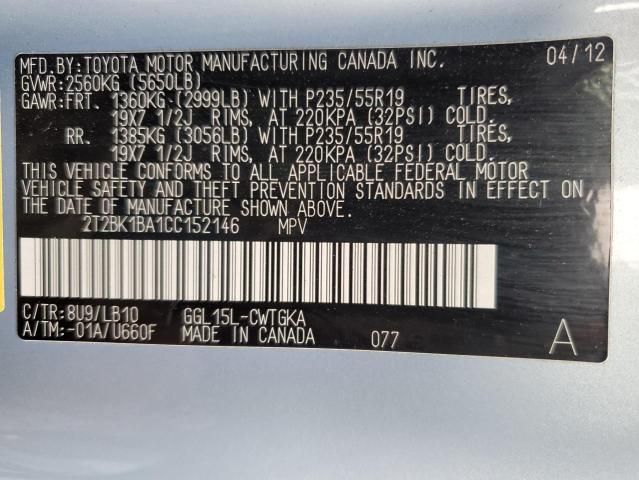 MFD.BY:TOYOTA MOTOR MANUFACTURING CANADA INC. 04/12
GVWR:2560KG (5650LB)
GAWR:FRT. 1360KG (2999LB) WITH P235/55R19 TIRES,
19X7 1/2J RIMS, AT 220KPA (32PSI) COLD.
RR. 1385KG (3056LB) WITH P235/55R19 TIRES,
19X7 1/2J RIMS, AT 220KPA (32PSI) COLD.
THIS VEHICLE CONFORMS TO ALL APPLICABLE FEDERAL MOTOR
VEHICLE SAFETY AND THEFT PREVENTION STANDARDS IN EFFECT ON
THE DATE OF MANUFACTURE SHOWN ABOVE.
2T2BK1BA1CC152146 MPV
C/TR:8U9/LB10 GGL15L-CWTGKA
A/TM:-01A/U660F MADE IN CANADA 077 A